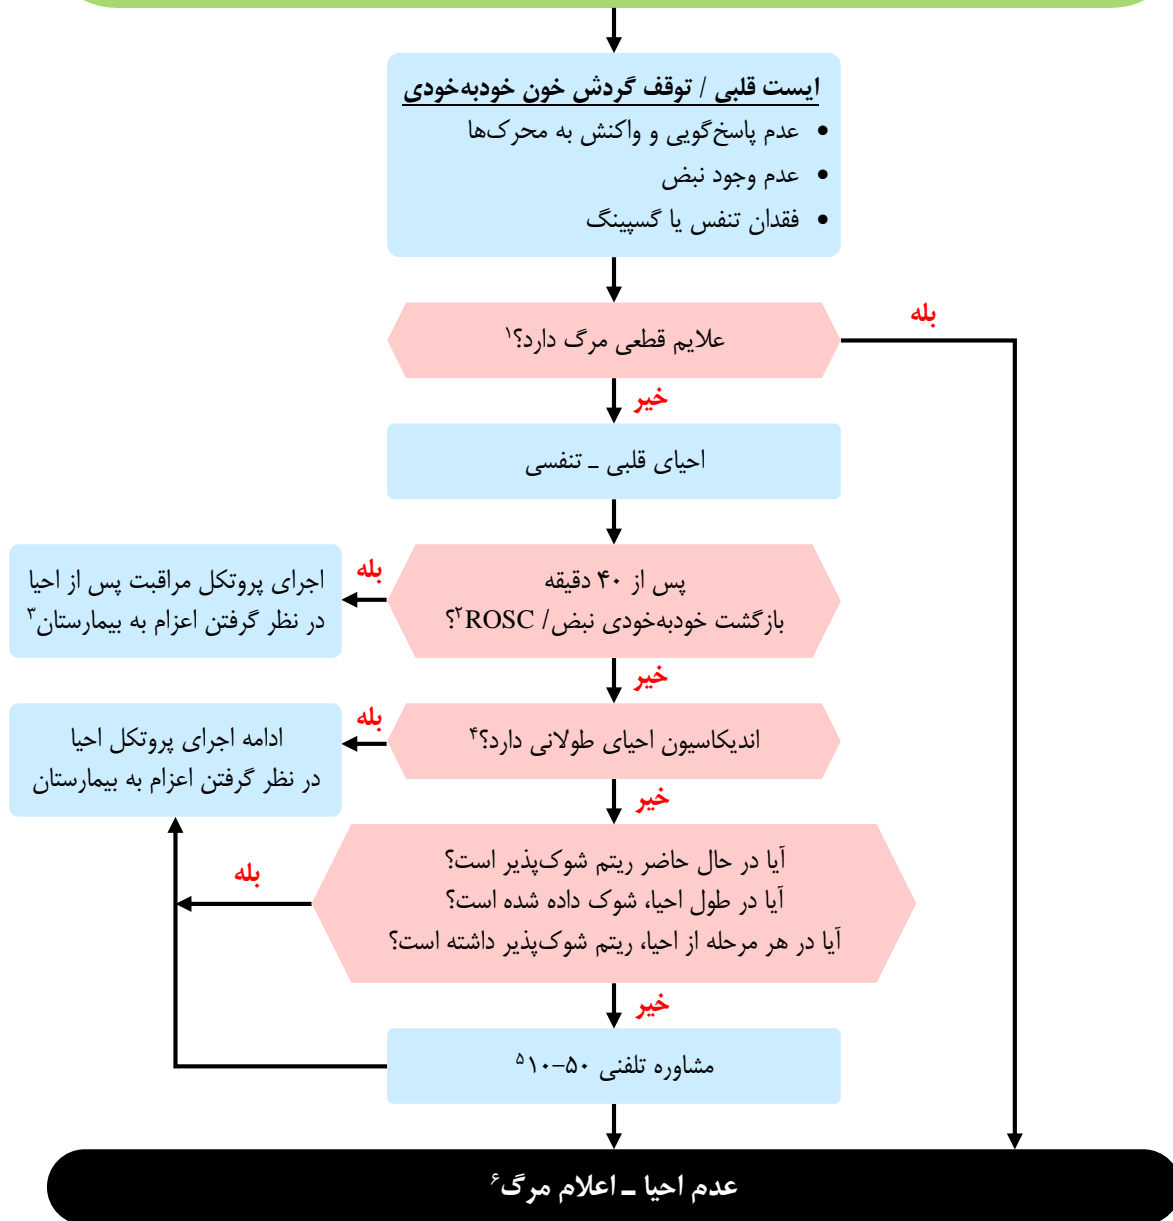 ایست قلبی / توقف گردش خون خودبه‌خودی
• عدم پاسخ‌گویی و واکنش به محرک‌ها
• عدم وجود نبض
• فقدان تنفس یا گسپینگ
علایم قطعی مرگ دارد؟۱
بله
خیر
احیای قلبی ـ تنفسی
پس از ۴۰ دقیقه
بازگشت خودبه‌خودی نبض/ ROSC۲؟
بله
اجرای پروتکل مراقبت پس از احیا
در نظر گرفتن اعزام به بیمارستان۳
خیر
اندیکاسیون احیای طولانی دارد؟۴
بله
ادامه اجرای پروتکل احیا
در نظر گرفتن اعزام به بیمارستان
خیر
آیا در حال حاضر ریتم شوک‌پذیر است؟
آیا در طول احیا، شوک داده شده است؟
آیا در هر مرحله از احیا، ریتم شوک‌پذیر داشته است؟
بله
خیر
مشاوره تلفنی ۵۰-۱۰۵
عدم احیا ـ اعلام مرگ۶